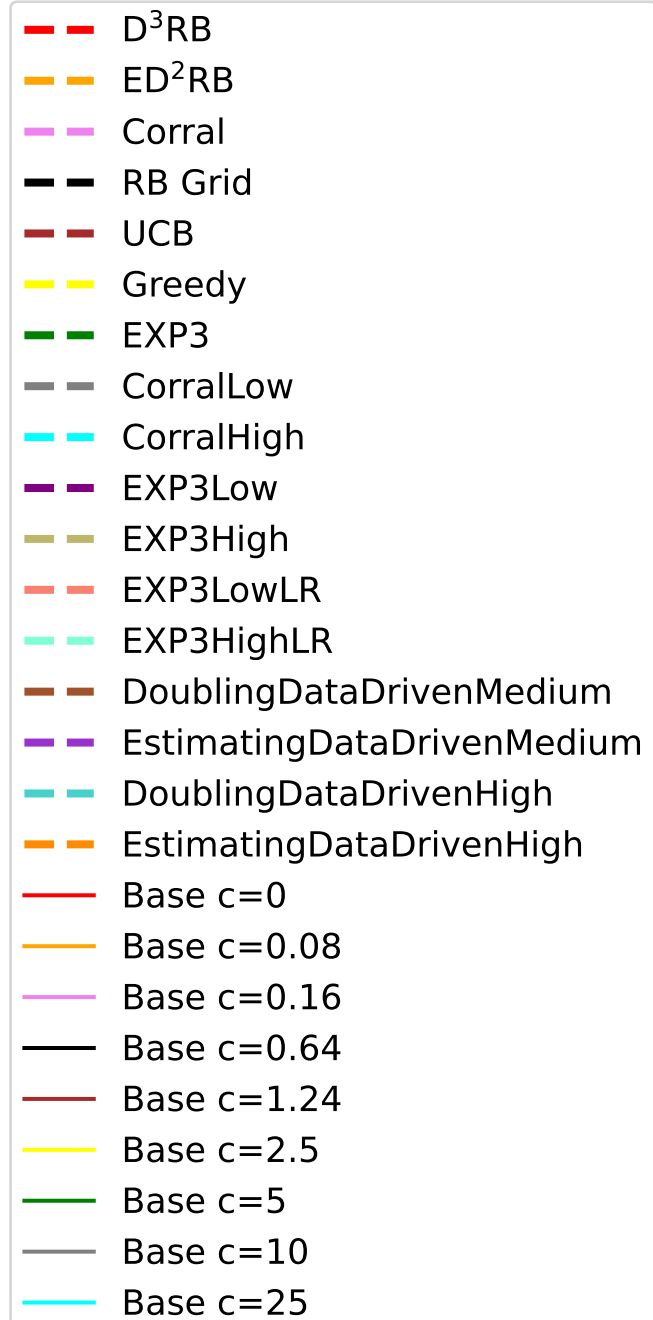 D³RB
ED²RB
Corral
RB Grid
UCB
Greedy
EXP3
CorralLow
CorralHigh
EXP3Low
EXP3High
EXP3LowLR
EXP3HighLR
DoublingDataDrivenMedium
EstimatingDataDrivenMedium
DoublingDataDrivenHigh
EstimatingDataDrivenHigh
Base c=0
Base c=0.08
Base c=0.16
Base c=0.64
Base c=1.24
Base c=2.5
Base c=5
Base c=10
Base c=25